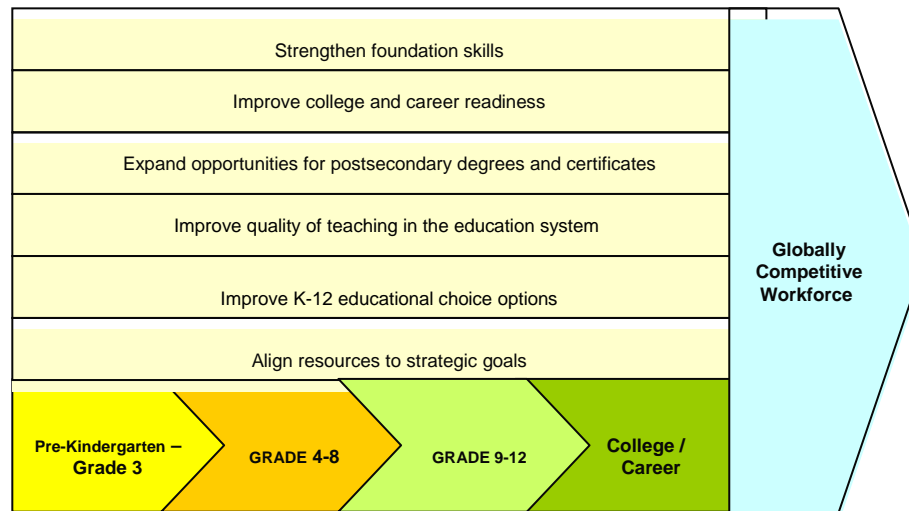 Strengthen foundation skills
Improve college and career readiness
Expand opportunities for postsecondary degrees and certificates
Improve quality of teaching in the education system
Improve K-12 educational choice options
Align resources to strategic goals
Globally
Competitive
Workforce
Pre-Kindergarten –
Grade 3
GRADE 4-8
GRADE 9-12
College /
Career